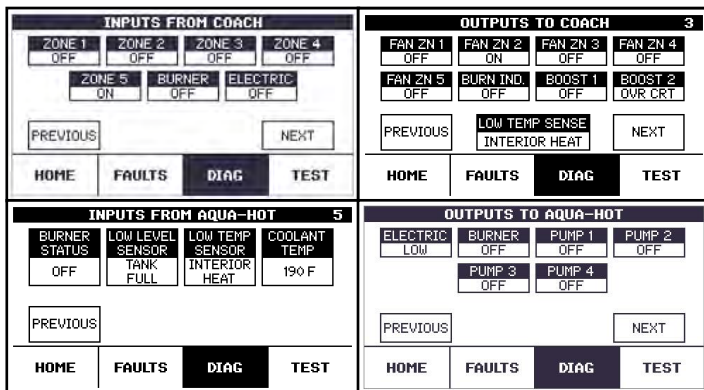 INPUTS FROM COACH
ZONE 1 ZONE 2 ZONE 3 ZONE 4
OFF OFF OFF OFF
ZONE 5 BURNER ELECTRIC
ON OFF OFF
PREVIOUS NEXT
HOME FAULTS DIAG TEST
OUTPUTS TO COACH 3
FAN ZN 1 FAN ZN 2 FAN ZN 3 FAN ZN 4
OFF ON OFF OFF
FAN ZN 5 BURN IND. BOOST 1 BOOST 2
OFF OFF OFF OVR CRT
LOW TEMP SENSE
PREVIOUS INTERIOR HEAT NEXT
HOME FAULTS DIAG TEST
INPUTS FROM AQUA-HOT 5
BURNER LOW LEVEL LOW TEMP COOLANT
STATUS SENSOR SENSOR TEMP
OFF TANK FULL INTERIOR HEAT 190 F
PREVIOUS
HOME FAULTS DIAG TEST
OUTPUTS TO AQUA-HOT
ELECTRIC BURNER PUMP 1 PUMP 2
LOW OFF OFF OFF
PUMP 3 PUMP 4
OFF OFF
PREVIOUS NEXT
HOME FAULTS DIAG TEST